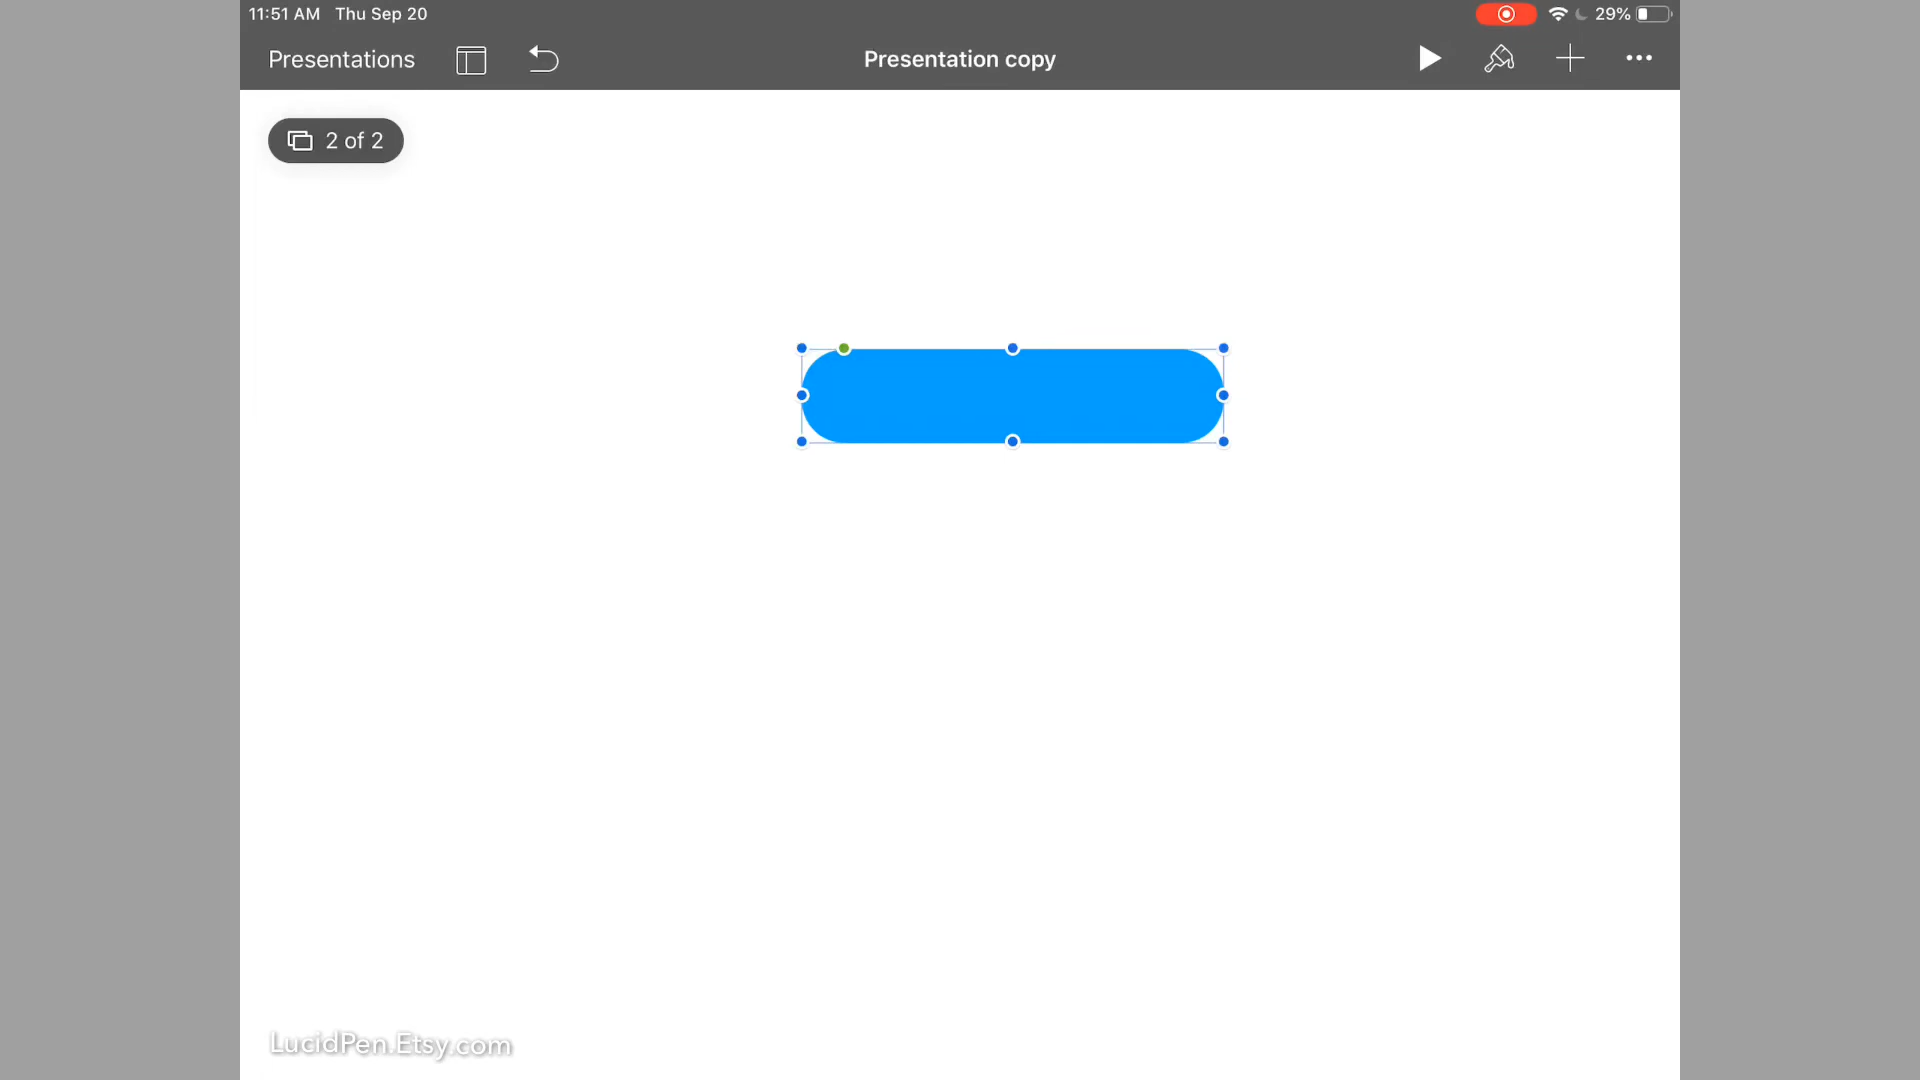 11:51 AM Thu Sep 20
29%
Presentations
Presentation copy
2 of 2
LucidPen.Etsy.com